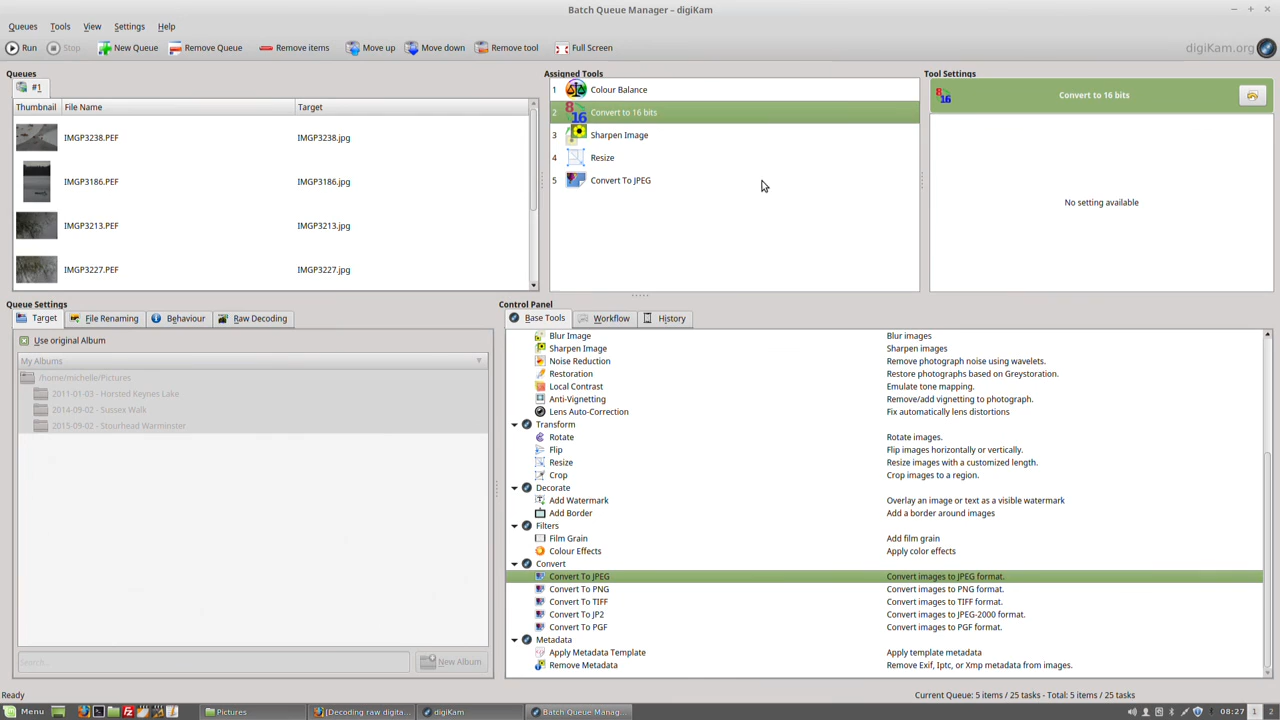 Batch Queue Manager – digiKam
Queues Tools View Settings Help
Run Stop New Queue Remove Queue Remove items Move up Move down Remove tool Full Screen digiKam.org
Queues
#1
Thumbnail File Name Target
IMGP3238.PEF IMGP3238.jpg
IMGP3186.PEF IMGP3186.jpg
IMGP3213.PEF IMGP3213.jpg
IMGP3227.PEF IMGP3227.jpg
Assigned Tools
1 Colour Balance
2 8 16 Convert to 16 bits
3 Sharpen Image
4 Resize
5 Convert To JPEG
Tool Settings
8 16 Convert to 16 bits
No setting available
Queue Settings
Target File Renaming Behaviour Raw Decoding
Use original Album
My Albums
/home/michelle/Pictures
2011-01-03 - Horsted Keynes Lake
2014-09-02 - Sussex Walk
2015-09-02 - Stourhead Warminster
Search...
New Album
Control Panel
Base Tools Workflow History
Blur Image Blur images
Sharpen Image Sharpen images
Noise Reduction Remove photograph noise using wavelets.
Restoration Restore photographs based on Greystoration.
Local Contrast Emulate tone mapping.
Anti-Vignetting Remove/add vignetting to photograph.
Lens Auto-Correction Fix automatically lens distortions
Transform
Rotate Rotate images.
Flip Flip images horizontally or vertically.
Resize Resize images with a customized length.
Crop Crop images to a region.
Decorate
Add Watermark Overlay an image or text as a visible watermark
Add Border Add a border around images
Filters
Film Grain Add film grain
Colour Effects Apply color effects
Convert
Convert To JPEG Convert images to JPEG format.
Convert To PNG Convert images to PNG format.
Convert To TIFF Convert images to TIFF format.
Convert To JP2 Convert images to JPEG-2000 format.
Convert To PGF Convert images to PGF format.
Metadata
Apply Metadata Template Apply template metadata
Remove Metadata Remove Exif, Iptc, or Xmp metadata from images.
Ready Current Queue: 5 items / 25 tasks - Total: 5 items / 25 tasks
Menu Pictures [Decoding raw digita... digiKam Batch Queue Manag... 08:27 1 2